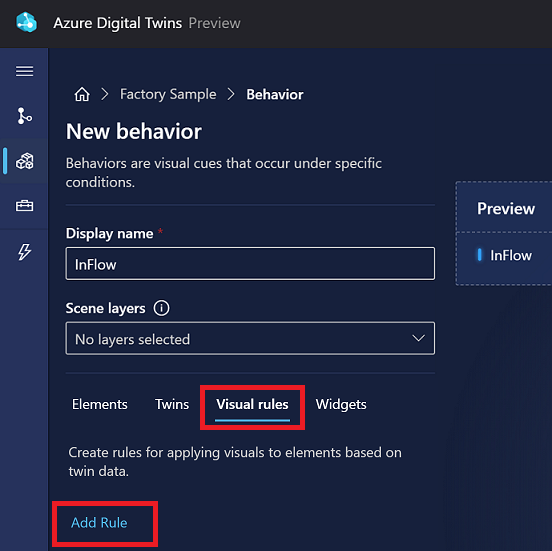 Azure Digital Twins Preview
Factory Sample Behavior
New behavior
Behaviors are visual cues that occur under specific
conditions.
Preview
Display name *
InFlow
InFlow
Scene layers
No layers selected
Elements Twins Visual rules Widgets
Create rules for applying visuals to elements based on
twin data.
Add Rule